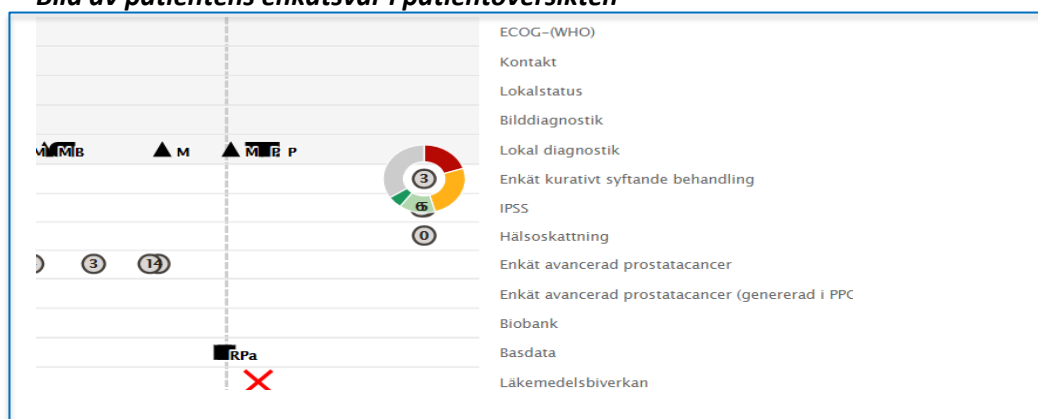 Bild av patientens enkätsvar i patientöversikten
ECOG-(WHO)
Kontakt
Lokalstatus
Bilddiagnostik
M B M P Lokal diagnostik
3 Enkät kurativt syftande behandling
IPSS
0 Hälsoskattning
3 Enkät avancerad prostatacancer
Enkät avancerad prostatacancer (genererad i PPC
Biobank
RPa Basdata
Läkemedelsbiverkan